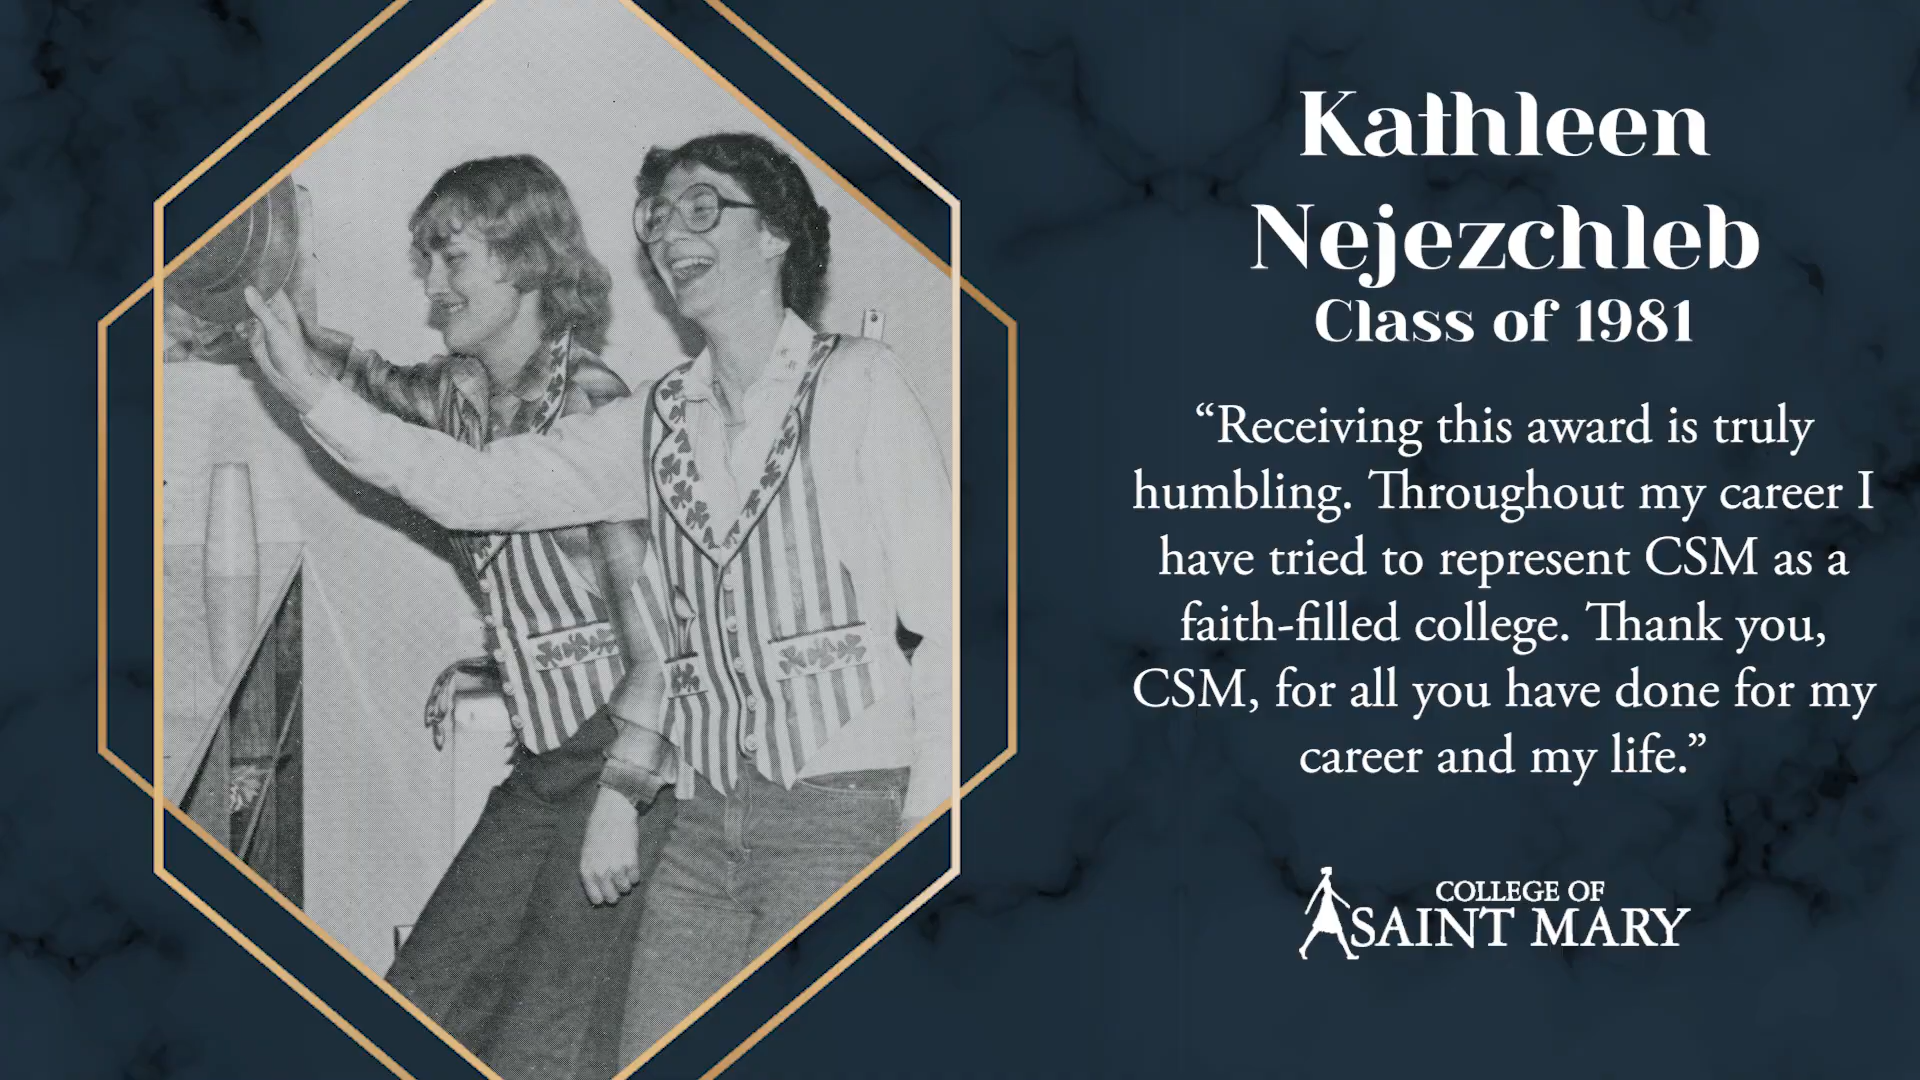 Kathleen
Nejezchleb
Class of 1981
“Receiving this award is truly
humbling. Throughout my career I
have tried to represent CSM as a
faith-filled college. Thank you,
CSM, for all you have done for my
career and my life.”
COLLEGE OF
SAINT MARY